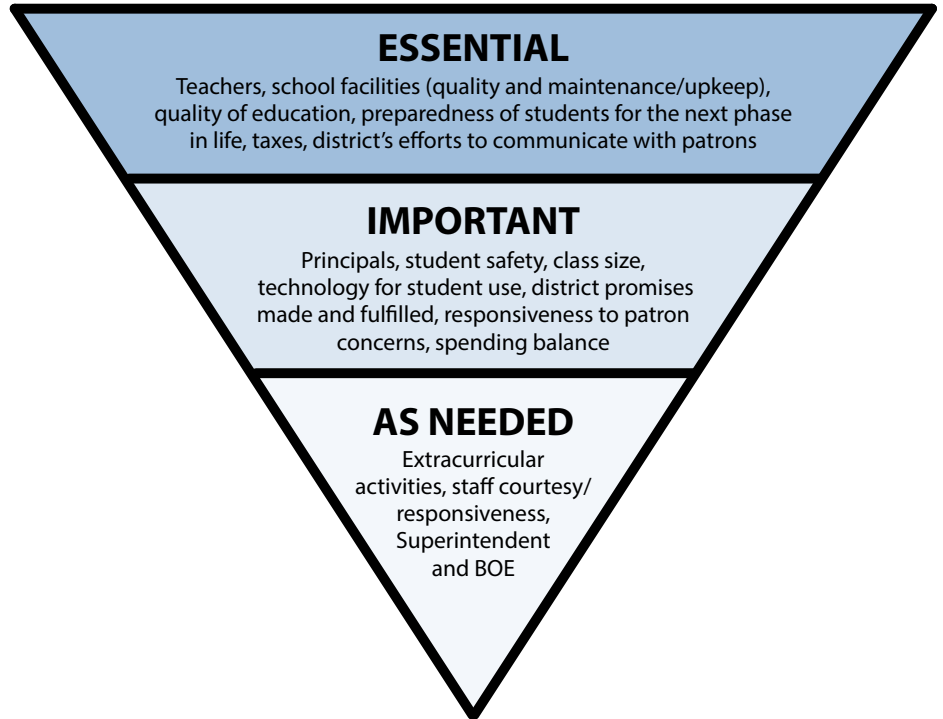 ESSENTIAL
Teachers, school facilities (quality and maintenance/upkeep),
quality of education, preparedness of students for the next phase
in life, taxes, district’s efforts to communicate with patrons
IMPORTANT
Principals, student safety, class size,
technology for student use, district promises
made and fulfilled, responsiveness to patron
concerns, spending balance
AS NEEDED
Extracurricular
activities, staff courtesy/
responsiveness,
Superintendent
and BOE